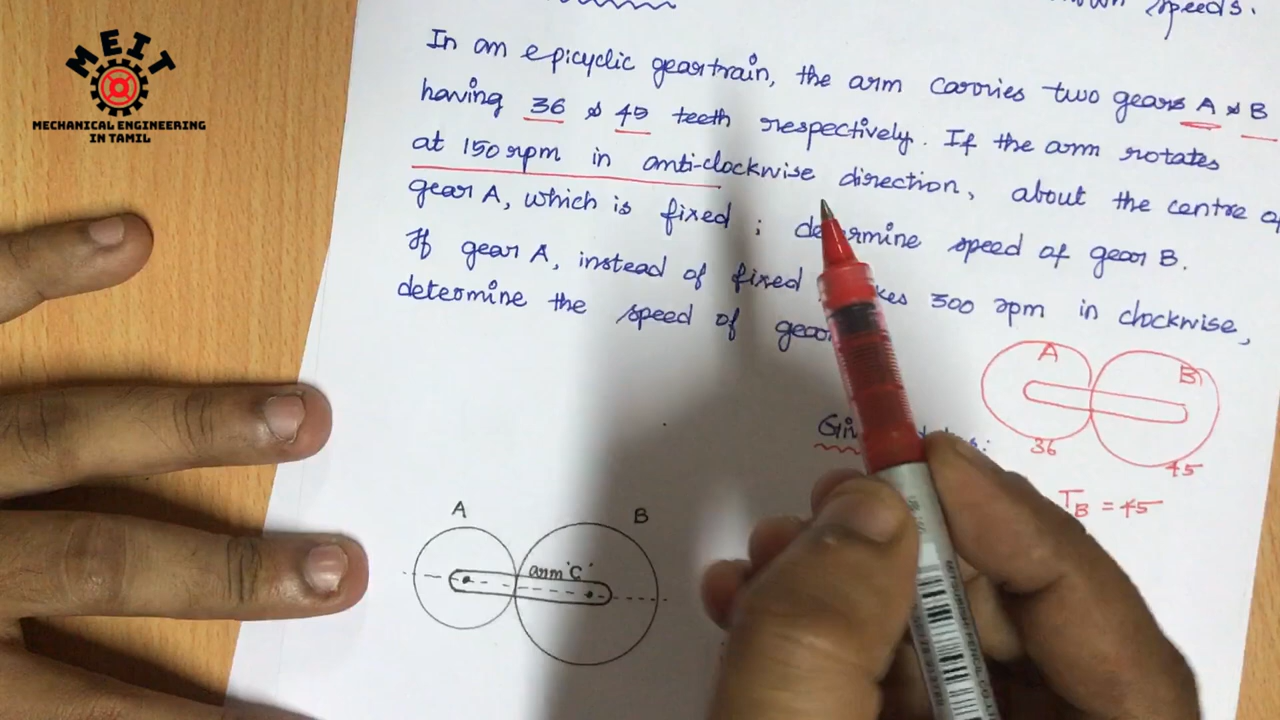 MEIT
MECHANICAL ENGINEERING
IN TAMIL
speeds.
In an epicyclic geartrain, the arm carries two gears A & B
having 36 & 45 teeth respectively. If the arm rotates
at 150 rpm in anti-clockwise direction, about the centre of
gear A, which is fixed ; determine speed of gear B.
If gear A, instead of fixed 300 rpm in clockwise,
determine the speed of gear
A
B
36
45
T_B = 45
A
B
arm 'C'